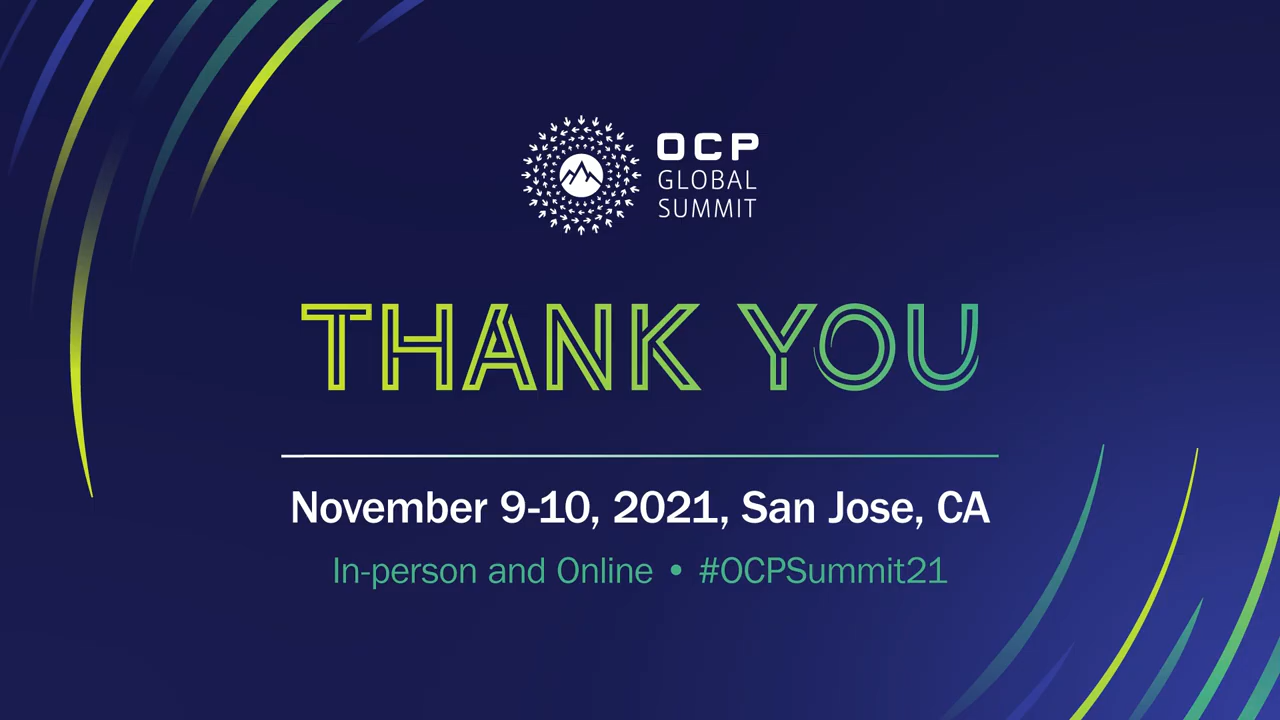 OCP
GLOBAL
SUMMIT
THANK YOU
November 9-10, 2021, San Jose, CA
In-person and Online • #OCPSummit21